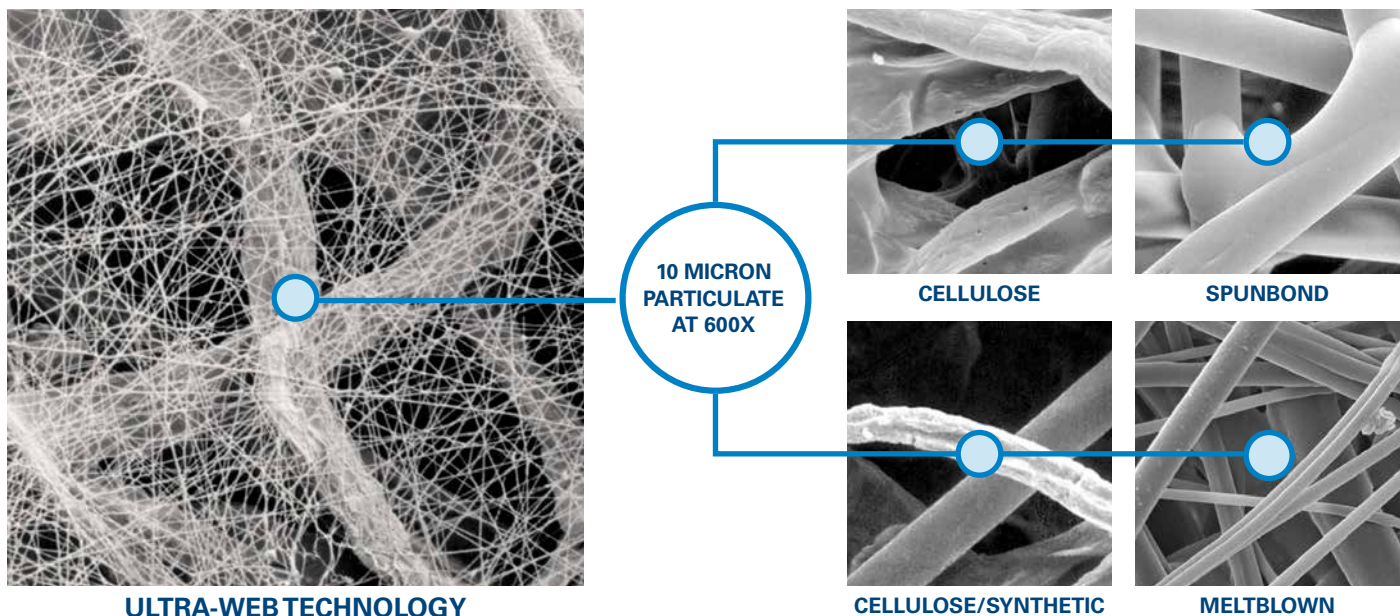 10 MICRON
PARTICULATE
AT 600X
CELLULOSE
SPUNBOND
ULTRA-WEB TECHNOLOGY
CELLULOSE/SYNTHETIC
MELTBLOWN